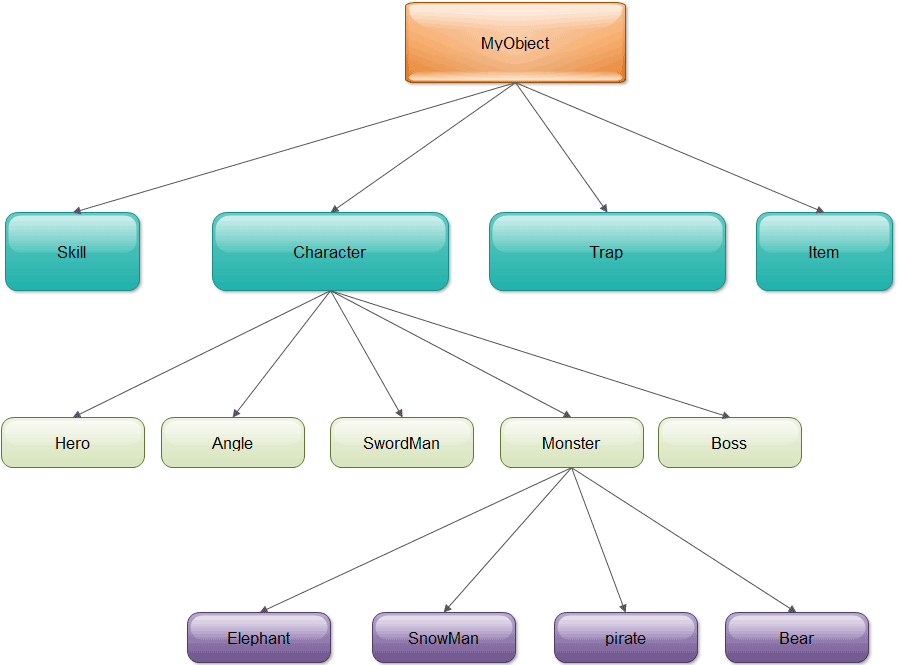 MyObject
Skill
Character
Trap
Item
Hero
Angle
SwordMan
Monster
Boss
Elephant
SnowMan
pirate
Bear